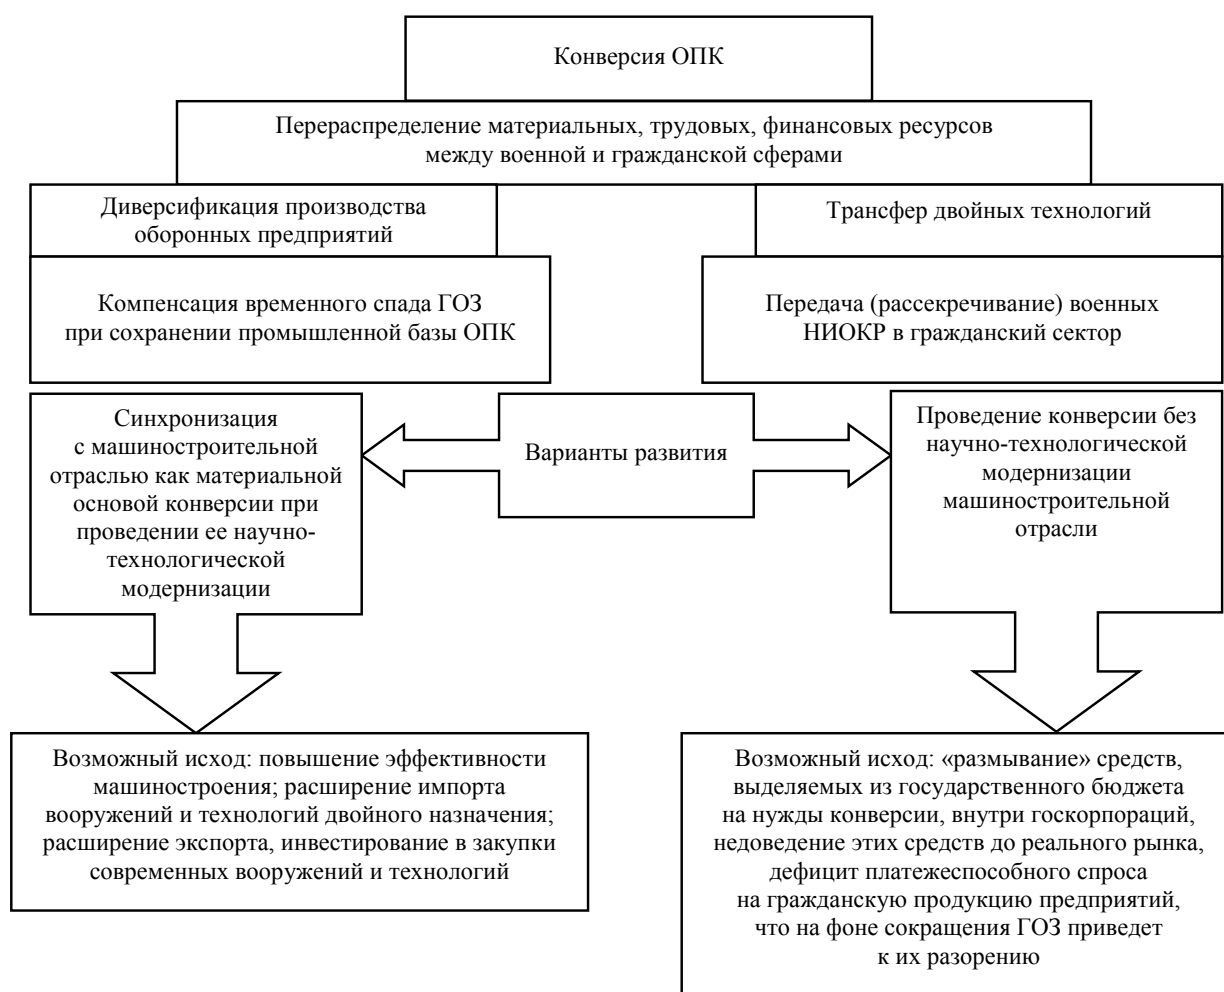 Конверсия ОПК
Перераспределение материальных, трудовых, финансовых ресурсов
между военной и гражданской сферами
Диверсификация производства
оборонных предприятий
Трансфер двойных технологий
Компенсация временного спада ГОЗ
при сохранении промышленной базы ОПК
Передача (рассекречивание) военных
НИОКР в гражданский сектор
Синхронизация
с машиностроительной
отраслью как материальной
основой конверсии при
проведении ее научно-
технологической
модернизации
Варианты развития
Проведение конверсии без
научно-технологической
модернизации
машиностроительной
отрасли
Возможный исход: повышение эффективности
машиностроения; расширение импорта
вооружений и технологий двойного назначения;
расширение экспорта, инвестирование в закупки
современных вооружений и технологий
Возможный исход: «размывание» средств,
выделяемых из государственного бюджета
на нужды конверсии, внутри госкорпораций,
недоведение этих средств до реального рынка,
дефицит платежеспособного спроса
на гражданскую продукцию предприятий,
что на фоне сокращения ГОЗ приведет
к их разорению